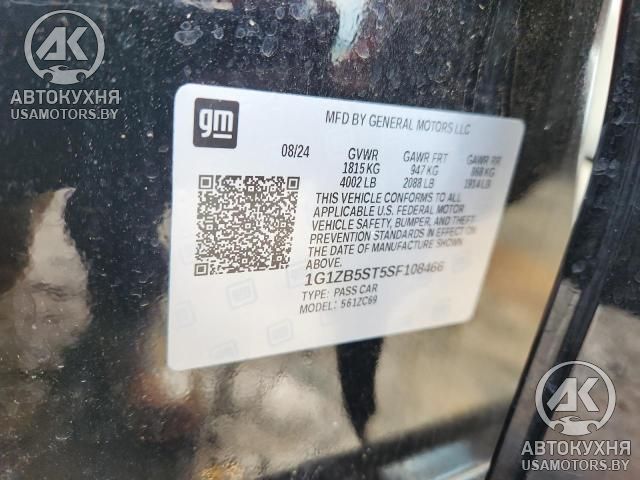 AK
АВТОКУХНЯ
USAMOTORS.BY
gm
MFD BY GENERAL MOTORS LLC
08/24 GVWR GAWR FRT GAWR RR
1815 KG 947 KG 868 KG
4002 LB 2088 LB 1914 LB
THIS VEHICLE CONFORMS TO ALL
APPLICABLE U.S. FEDERAL MOTOR
VEHICLE SAFETY, BUMPER, AND THEFT
PREVENTION STANDARDS IN EFFECT ON
THE DATE OF MANUFACTURE SHOWN
ABOVE.
1G1ZB5ST5SF108466
TYPE: PASS CAR
MODEL: 561ZC69
AK
АВТОКУХНЯ
USAMOTORS.BY